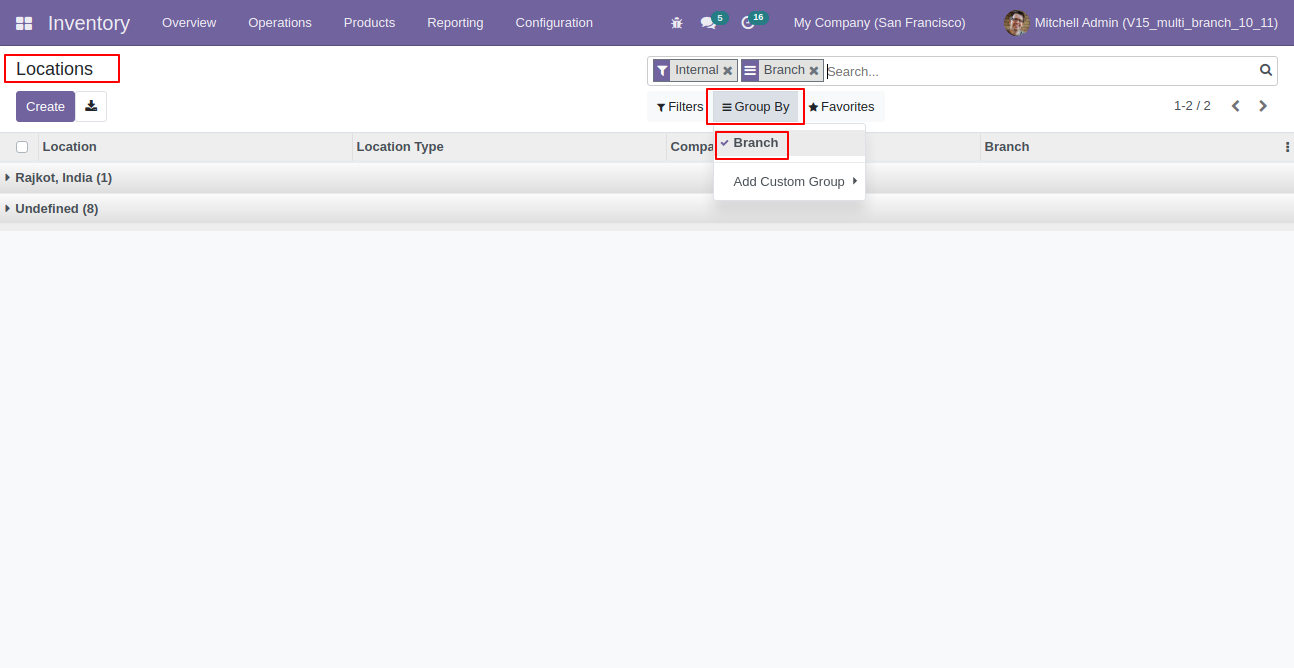 Inventory Overview Operations Products Reporting Configuration 5 16 My Company (San Francisco) Mitchell Admin (V15_multi_branch_10_11)
Locations
Internal Branch Search...
Create Filters Group By Favorites 1-2 / 2
Location Location Type Compa Branch
Branch
Rajkot, India (1)
Add Custom Group
Undefined (8)